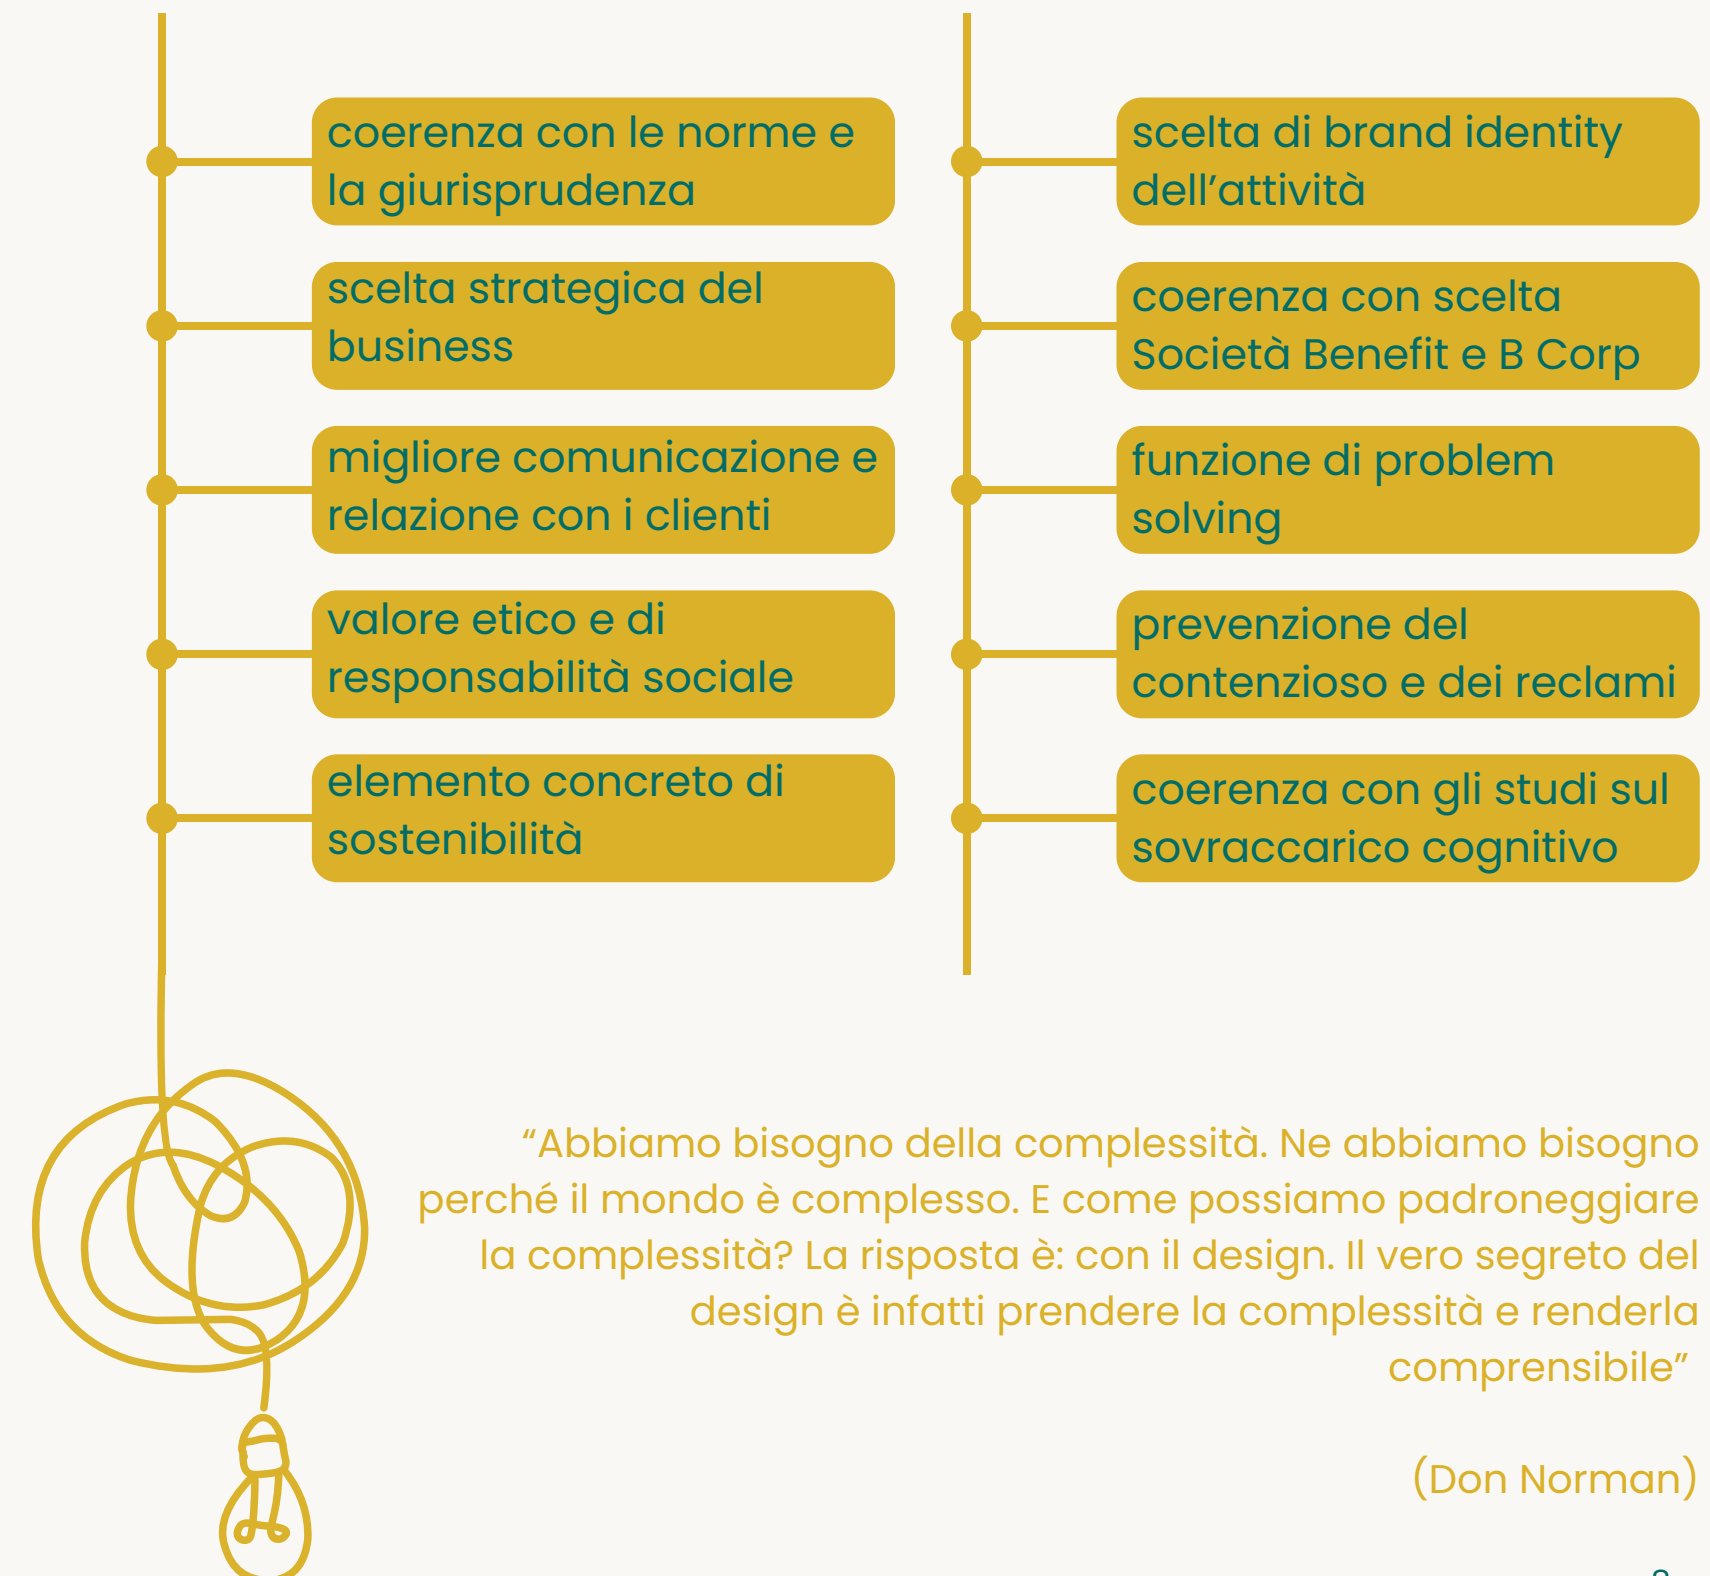 coerenza con le norme e
la giurisprudenza
scelta strategica del
business
migliore comunicazione e
relazione con i clienti
valore etico e di
responsabilità sociale
elemento concreto di
sostenibilità
scelta di brand identity
dell’attività
coerenza con scelta
Società Benefit e B Corp
funzione di problem
solving
prevenzione del
contenzioso e dei reclami
coerenza con gli studi sul
sovraccarico cognitivo
“Abbiamo bisogno della complessità. Ne abbiamo bisogno
perché il mondo è complesso. E come possiamo padroneggiare
la complessità? La risposta è: con il design. Il vero segreto del
design è infatti prendere la complessità e renderla
comprensibile”
(Don Norman)